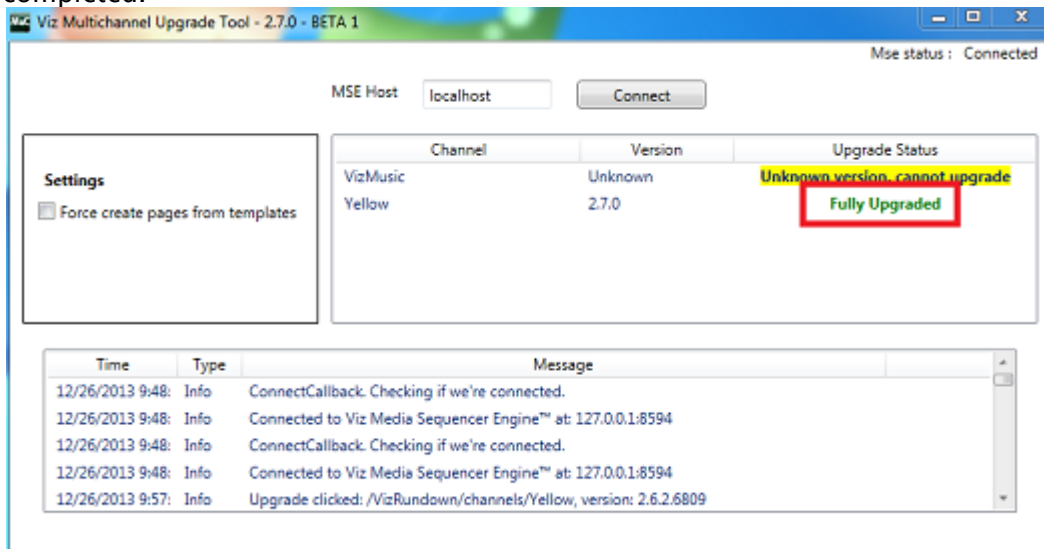 completed.
Viz Multichannel Upgrade Tool - 2.7.0 - BETA 1
Mse status : Connected
MSE Host localhost Connect
Channel Version Upgrade Status
Settings
VizMusic Unknown Unknown version, cannot upgrade
Force create pages from templates
Yellow 2.7.0 Fully Upgraded
Time Type Message
12/26/2013 9:48: Info ConnectCallback. Checking if we're connected.
12/26/2013 9:48: Info Connected to Viz Media Sequencer Engine™ at: 127.0.0.1:8594
12/26/2013 9:48: Info ConnectCallback. Checking if we're connected.
12/26/2013 9:48: Info Connected to Viz Media Sequencer Engine™ at: 127.0.0.1:8594
12/26/2013 9:57: Info Upgrade clicked: /VizRundown/channels/Yellow, version: 2.6.2.6809